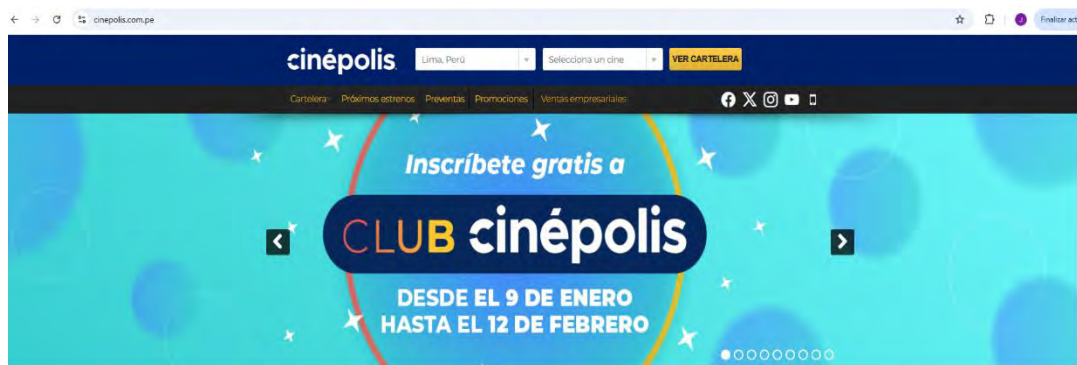 cinepolis.com.pe
J
Finalizar act
cinépolis
Lima, Perú
Selecciona un cine
VER CARTELERA
Cartelera
Próximos estrenos
Preventas
Promociones
Ventas empresariales
Inscríbete gratis a
CLUB cinépolis
DESDE EL 9 DE ENERO
HASTA EL 12 DE FEBRERO